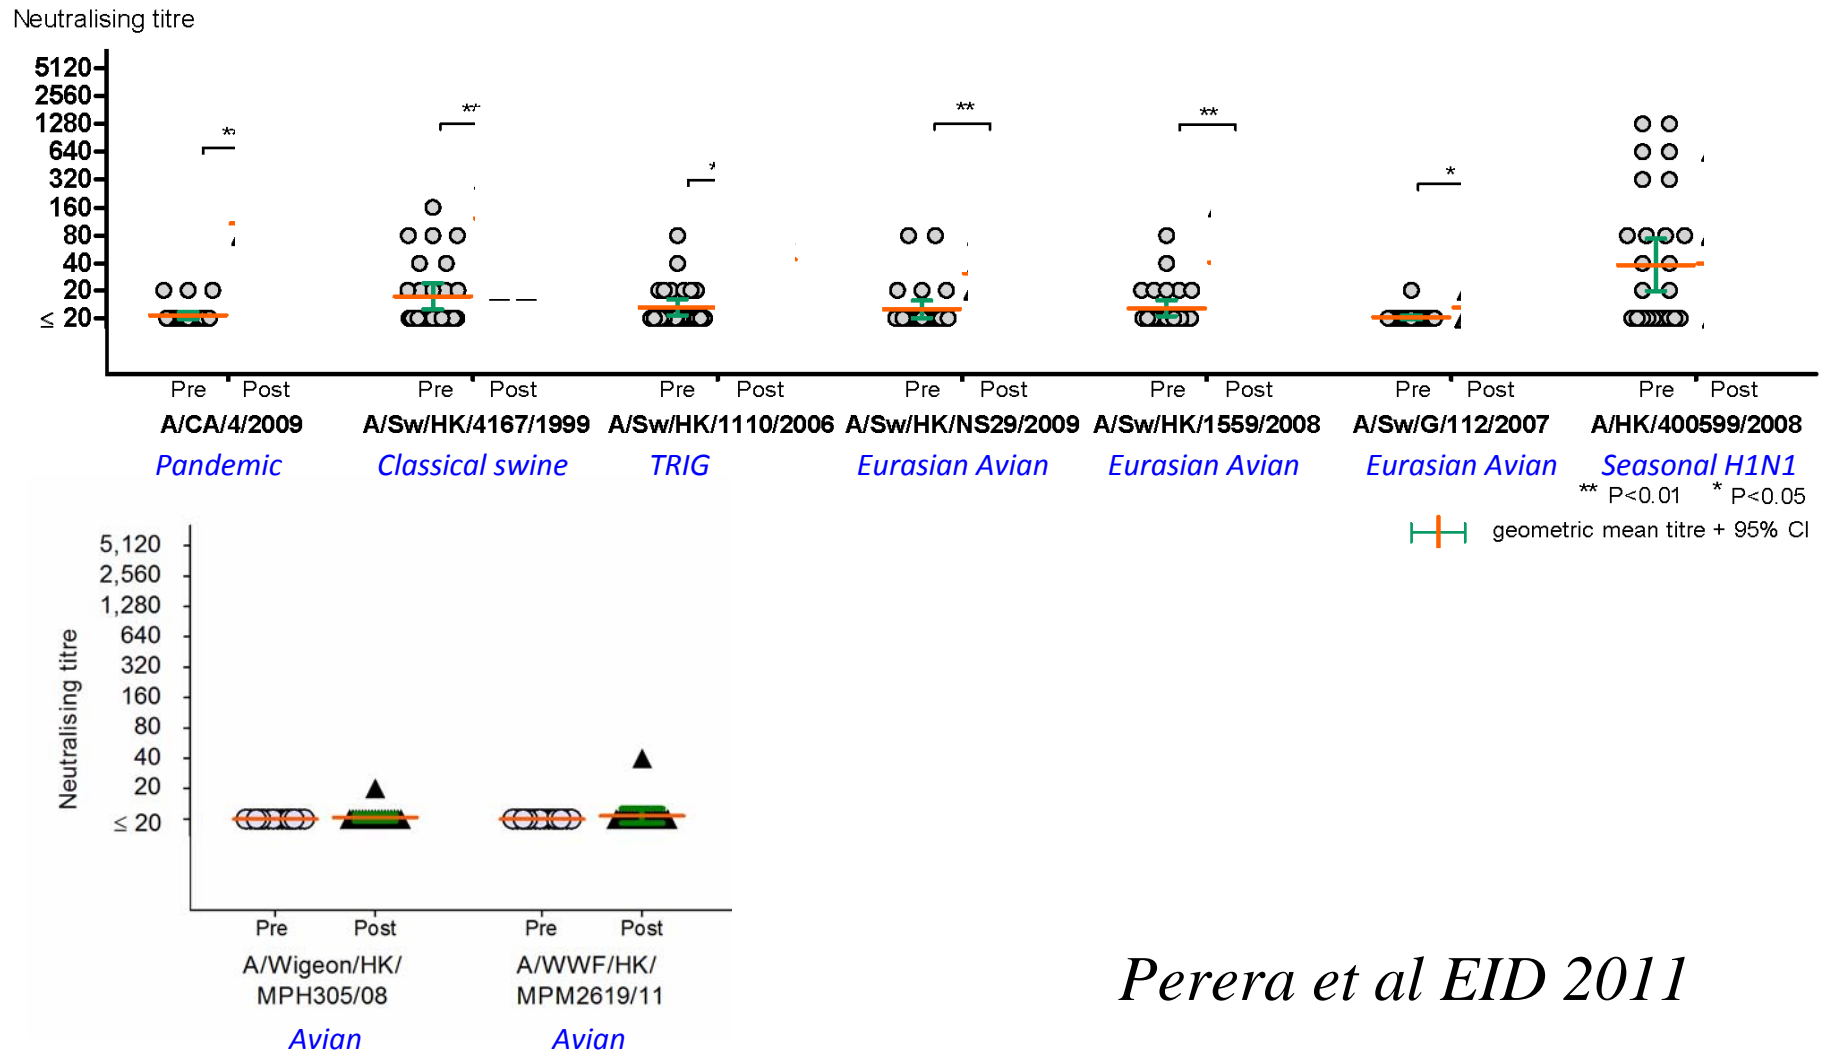 Neutralising titre
5120
2560
1280
640
320
160
80
40
20
≤ 20
** 
**
*
**
**
*
Pre Post Pre Post Pre Post Pre Post Pre Post Pre Post Pre Post
A/CA/4/2009 A/Sw/HK/4167/1999 A/Sw/HK/1110/2006 A/Sw/HK/NS29/2009 A/Sw/HK/1559/2008 A/Sw/G/112/2007 A/HK/400599/2008
Pandemic Classical swine TRIG Eurasian Avian Eurasian Avian Eurasian Avian Seasonal H1N1
** P<0.01 * P<0.05
geometric mean titre + 95% CI
Neutralising titre
5,120
2,560
1,280
640
320
160
80
40
20
≤ 20
Pre Post Pre Post
A/Wigeon/HK/ A/WWF/HK/
MPH305/08 MPM2619/11
Avian Avian
Perera et al EID 2011